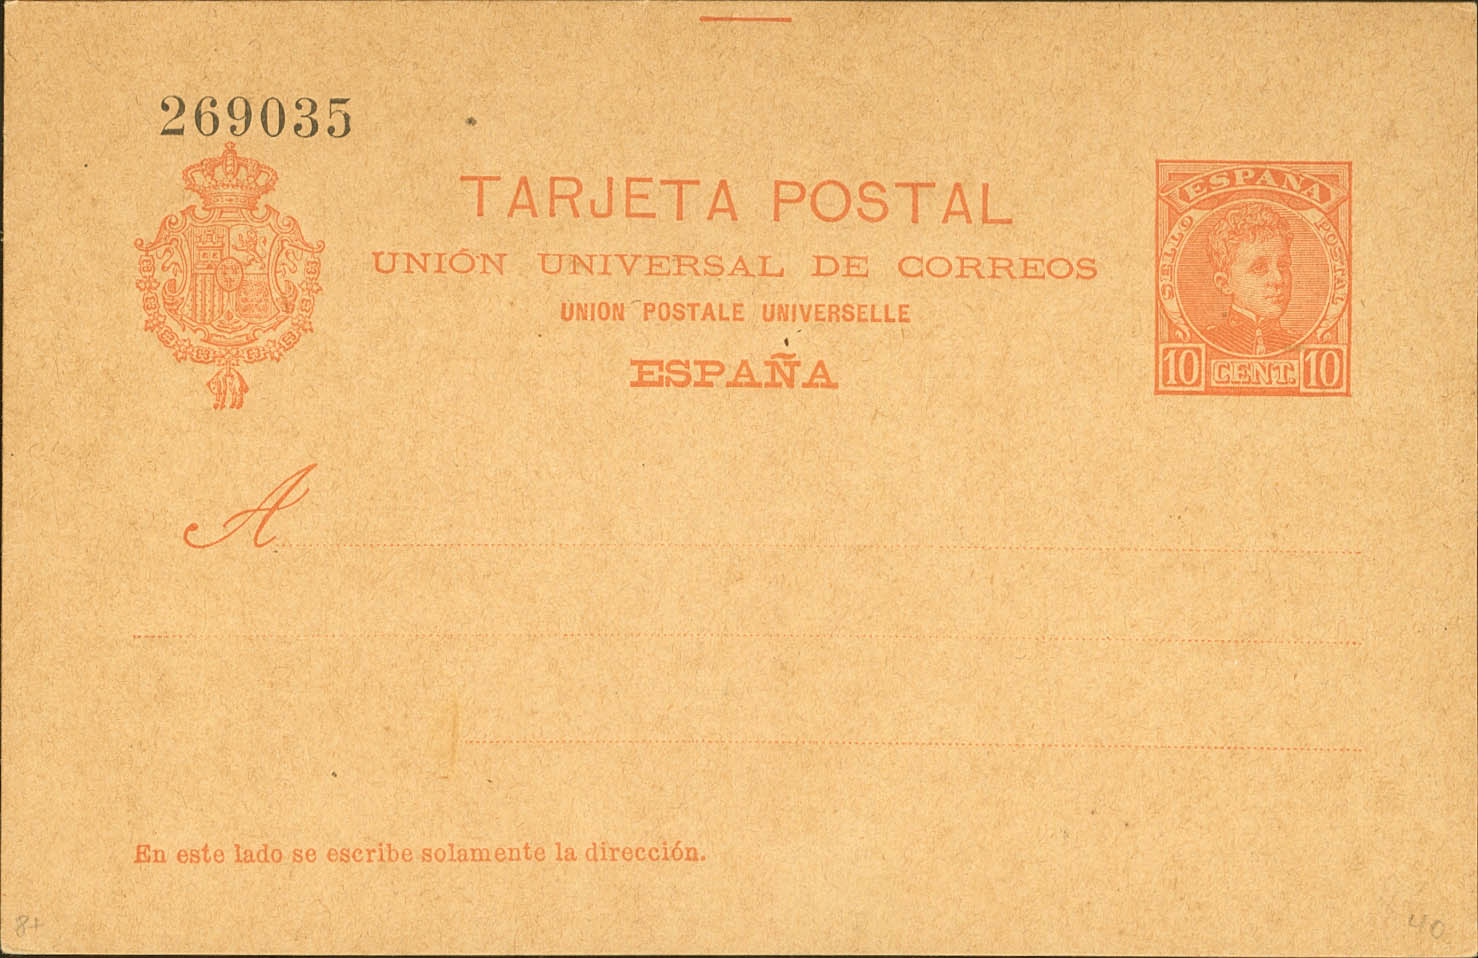 269035
TARJETA POSTAL
UNIÓN UNIVERSAL DE CORREOS
UNION POSTALE UNIVERSELLE
ESPAÑA
ESPAÑA
SELLO POSTAL
10 CENT. 10
A
En este lado se escribe solamente la dirección.
8+
40